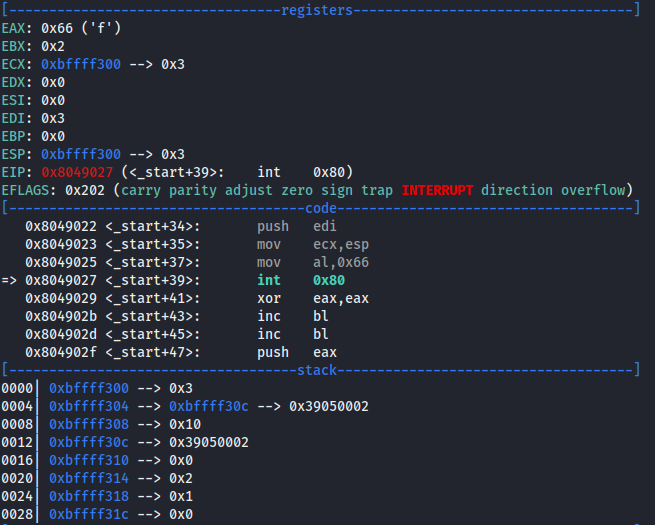 [----------------------------------registers-----------------------------------]
EAX: 0x66 ('f')
EBX: 0x2
ECX: 0xbffff300 --> 0x3
EDX: 0x0
ESI: 0x0
EDI: 0x3
EBP: 0x0
ESP: 0xbffff300 --> 0x3
EIP: 0x8049027 (<_start+39>:	int    0x80)
EFLAGS: 0x202 (carry parity adjust zero sign trap INTERRUPT direction overflow)
[-------------------------------------code-------------------------------------]
   0x8049022 <_start+34>:	push   edi
   0x8049023 <_start+35>:	mov    ecx,esp
   0x8049025 <_start+37>:	mov    al,0x66
=> 0x8049027 <_start+39>:	int    0x80
   0x8049029 <_start+41>:	xor    eax,eax
   0x804902b <_start+43>:	inc    bl
   0x804902d <_start+45>:	inc    bl
   0x804902f <_start+47>:	push   eax
[------------------------------------stack-------------------------------------]
0000| 0xbffff300 --> 0x3
0004| 0xbffff304 --> 0xbffff30c --> 0x39050002
0008| 0xbffff308 --> 0x10
0012| 0xbffff30c --> 0x39050002
0016| 0xbffff310 --> 0x0
0020| 0xbffff314 --> 0x2
0024| 0xbffff318 --> 0x1
0028| 0xbffff31c --> 0x0